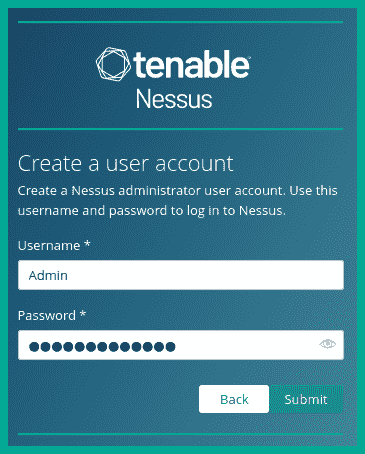 tenable
Nessus
Create a user account
Create a Nessus administrator user account. Use this
username and password to log in to Nessus.
Username *
Admin
Password *
●●●●●●●●●●●●●
Back Submit